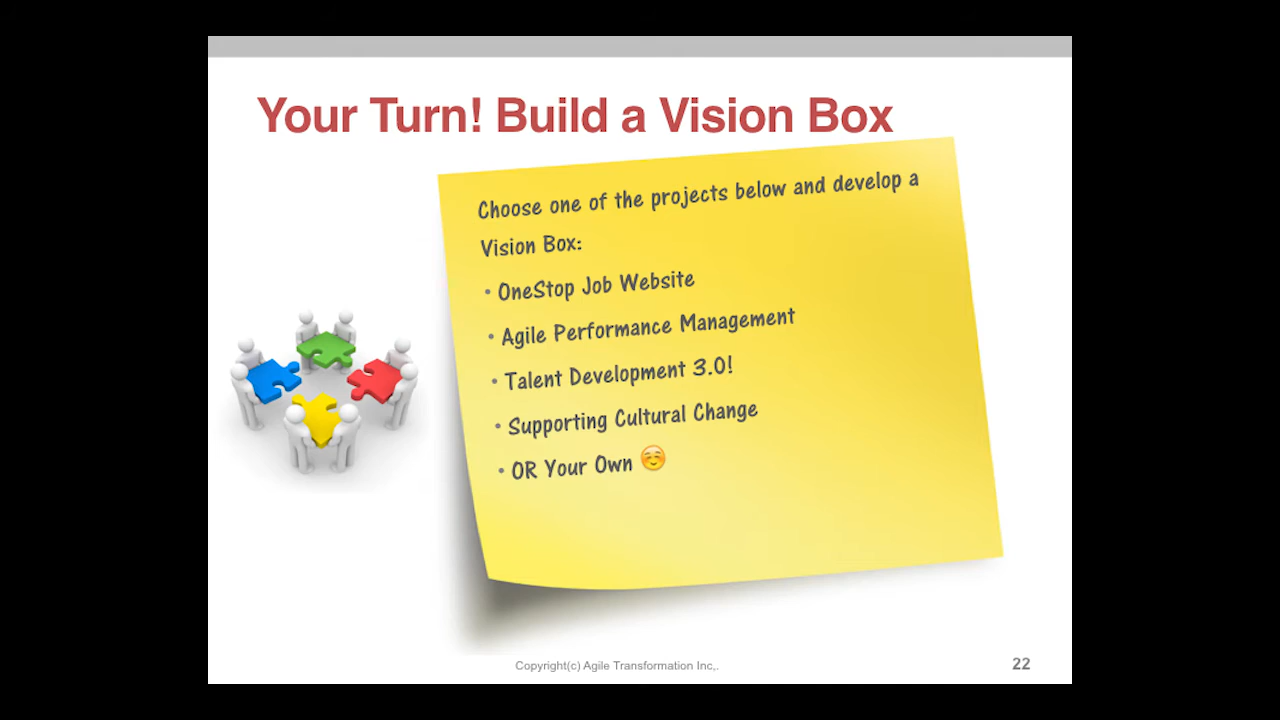 Your Turn! Build a Vision Box
Choose one of the projects below and develop a
Vision Box:
• OneStop Job Website
• Agile Performance Management
• Talent Development 3.0!
• Supporting Cultural Change
• OR Your Own ☺️
Copyright(c) Agile Transformation Inc,.
22